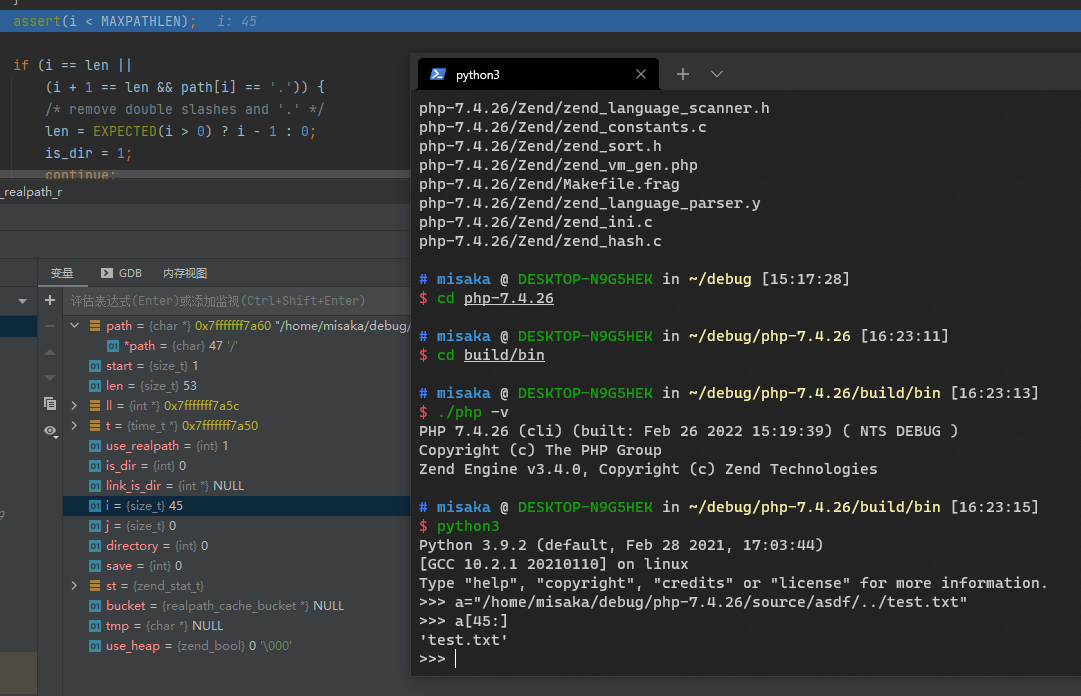 assert(i < MAXPATHLEN);   i: 45
if (i == len ||
(i + 1 == len && path[i] == '.')) {
/* remove double slashes and '.' */
len = EXPECTED(i > 0) ? i - 1 : 0;
is_dir = 1;
continue;
_realpath_r
变量
GDB
内存视图
评估表达式(Enter)或添加监视(Ctrl+Shift+Enter)
path = {char *} 0x7fffffff7a60 "/home/misaka/debug/
*path = {char} 47 '/'
start = {size_t} 1
len = {size_t} 53
ll = {int *} 0x7fffffff7a5c
t = {time_t *} 0x7fffffff7a50
use_realpath = {int} 1
is_dir = {int} 0
link_is_dir = {int *} NULL
i = {size_t} 45
j = {size_t} 0
directory = {int} 0
save = {int} 0
st = {zend_stat_t}
bucket = {realpath_cache_bucket *} NULL
tmp = {char *} NULL
use_heap = {zend_bool} 0 '\000'
python3
php-7.4.26/Zend/zend_language_scanner.h
php-7.4.26/Zend/zend_constants.c
php-7.4.26/Zend/zend_sort.h
php-7.4.26/Zend/zend_vm_gen.php
php-7.4.26/Zend/Makefile.frag
php-7.4.26/Zend/zend_language_parser.y
php-7.4.26/Zend/zend_ini.c
php-7.4.26/Zend/zend_hash.c
# misaka @ DESKTOP-N9G5HEK in ~/debug [15:17:28]
$ cd php-7.4.26
# misaka @ DESKTOP-N9G5HEK in ~/debug/php-7.4.26 [16:23:11]
$ cd build/bin
# misaka @ DESKTOP-N9G5HEK in ~/debug/php-7.4.26/build/bin [16:23:13]
$ ./php -v
PHP 7.4.26 (cli) (built: Feb 26 2022 15:19:39) ( NTS DEBUG )
Copyright (c) The PHP Group
Zend Engine v3.4.0, Copyright (c) Zend Technologies
# misaka @ DESKTOP-N9G5HEK in ~/debug/php-7.4.26/build/bin [16:23:15]
$ python3
Python 3.9.2 (default, Feb 28 2021, 17:03:44)
[GCC 10.2.1 20210110] on linux
Type "help", "copyright", "credits" or "license" for more information.
>>> a="/home/misaka/debug/php-7.4.26/source/asdf/../test.txt"
>>> a[45:]
'test.txt'
>>>